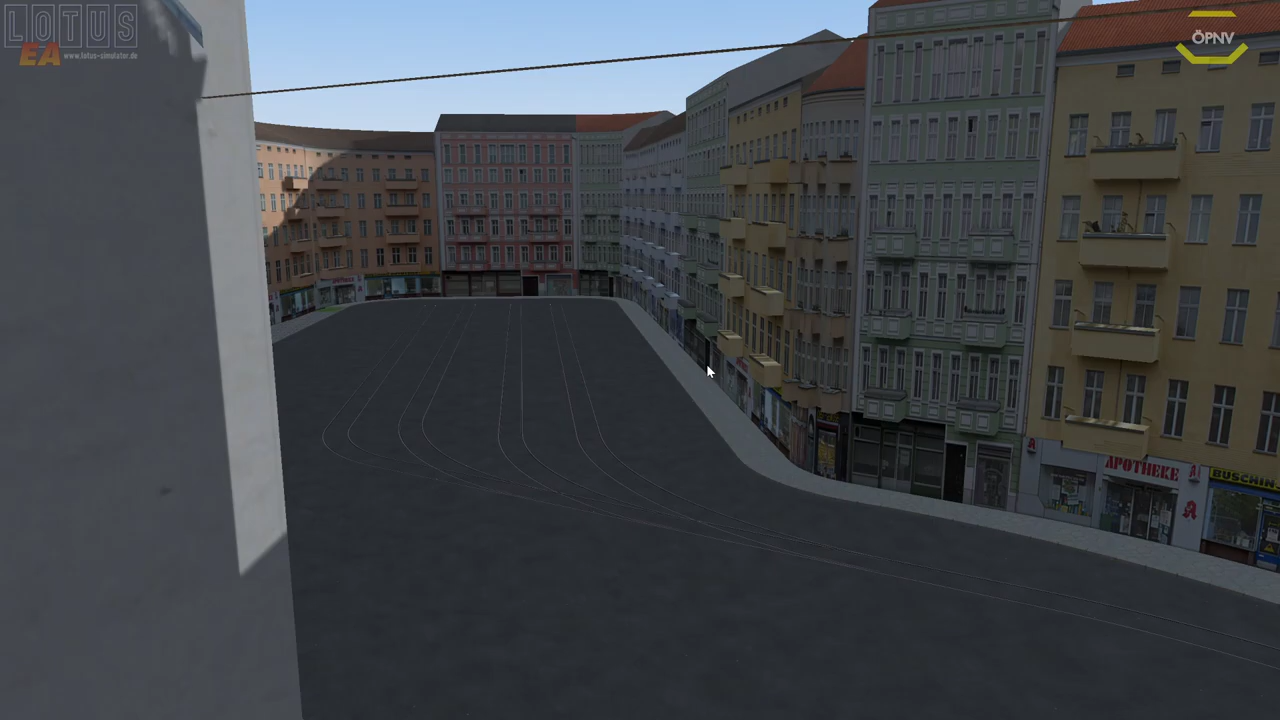 LOTUS
EA www.lotus-simulator.de
ÖPNV
APOTHEKE
BUSCHIN